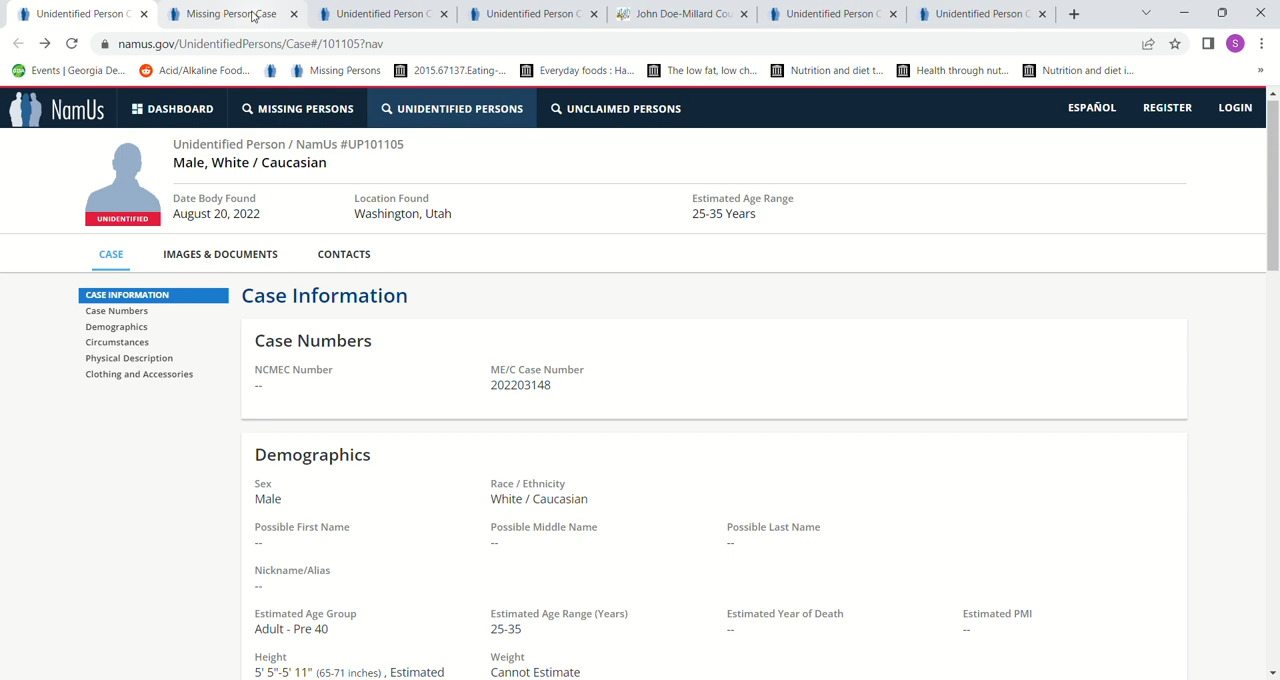 Unidentified Person C
Missing Person Case
Unidentified Person C
Unidentified Person C
John Doe-Millard Cou
Unidentified Person C
Unidentified Person C
namus.gov/UnidentifiedPersons/Case#/101105?nav
S
Events | Georgia De...
Acid/Alkaline Food...
Missing Persons
2015.67137.Eating-...
Everyday foods : Ha...
The low fat, low ch...
Nutrition and diet t...
Health through nut...
Nutrition and diet i...
»
NamUs
DASHBOARD
MISSING PERSONS
UNIDENTIFIED PERSONS
UNCLAIMED PERSONS
ESPAÑOL
REGISTER
LOGIN
UNIDENTIFIED
Unidentified Person / NamUs #UP101105
Male, White / Caucasian
Date Body Found
Location Found
Estimated Age Range
August 20, 2022
Washington, Utah
25-35 Years
CASE
IMAGES & DOCUMENTS
CONTACTS
CASE INFORMATION
Case Numbers
Demographics
Circumstances
Physical Description
Clothing and Accessories
Case Information
Case Numbers
NCMEC Number
ME/C Case Number
--
202203148
Demographics
Sex
Race / Ethnicity
Male
White / Caucasian
Possible First Name
Possible Middle Name
Possible Last Name
--
--
--
Nickname/Alias
--
Estimated Age Group
Estimated Age Range (Years)
Estimated Year of Death
Estimated PMI
Adult - Pre 40
25-35
--
--
Height
Weight
5' 5"-5' 11" (65-71 inches) , Estimated
Cannot Estimate